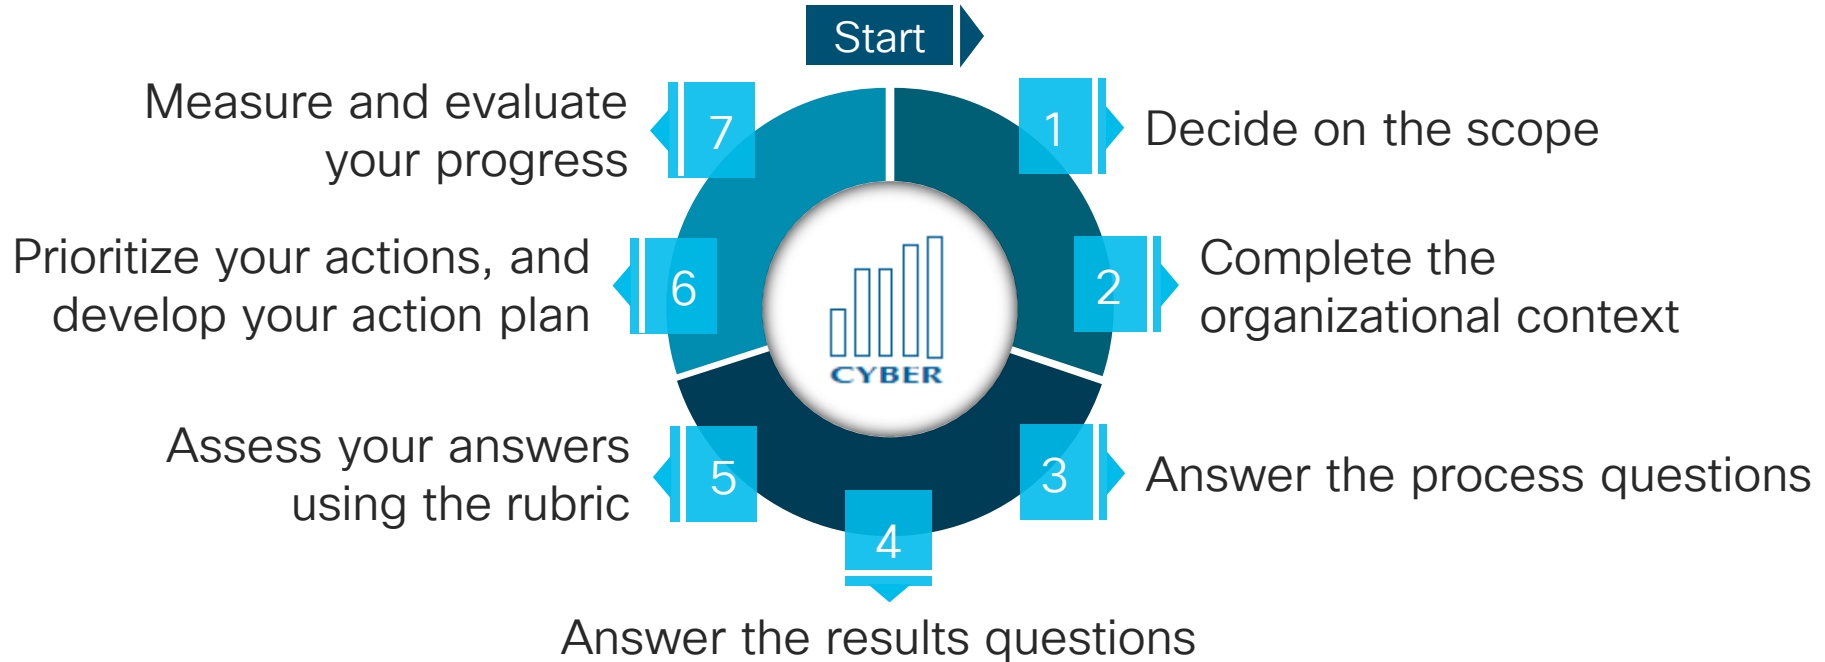 Start
1
Decide on the scope
2
Complete the
organizational context
3
Answer the process questions
4
Answer the results questions
5
Assess your answers
using the rubric
6
Prioritize your actions, and
develop your action plan
7
Measure and evaluate
your progress
CYBER